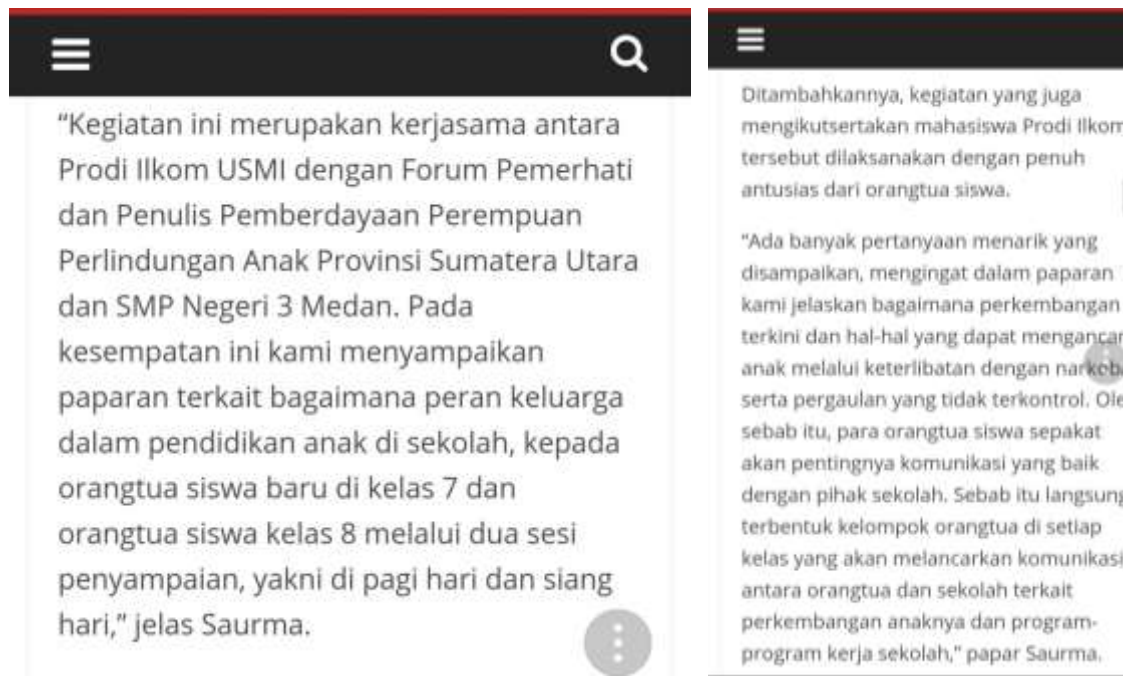 “Kegiatan ini merupakan kerjasama antara
Prodi Ilkom USMI dengan Forum Pemerhati
dan Penulis Pemberdayaan Perempuan
Perlindungan Anak Provinsi Sumatera Utara
dan SMP Negeri 3 Medan. Pada
kesempatan ini kami menyampaikan
paparan terkait bagaimana peran keluarga
dalam pendidikan anak di sekolah, kepada
orangtua siswa baru di kelas 7 dan
orangtua siswa kelas 8 melalui dua sesi
penyampaian, yakni di pagi hari dan siang
hari,” jelas Saurma.
Ditambahkannya, kegiatan yang juga
mengikutsertakan mahasiswa Prodi Ilkom
tersebut dilaksanakan dengan penuh
antusias dari orangtua siswa.
“Ada banyak pertanyaan menarik yang
disampaikan, mengingat dalam paparan
kami jelaskan bagaimana perkembangan
terkini dan hal-hal yang dapat mengancam
anak melalui keterlibatan dengan narkoba
serta pergaulan yang tidak terkontrol. Ole
sebab itu, para orangtua siswa sepakat
akan pentingnya komunikasi yang baik
dengan pihak sekolah. Sebab itu langsung
terbentuk kelompok orangtua di setiap
kelas yang akan melancarkan komunikasi
antara orangtua dan sekolah terkait
perkembangan anaknya dan program-
program kerja sekolah,” papar Saurma.